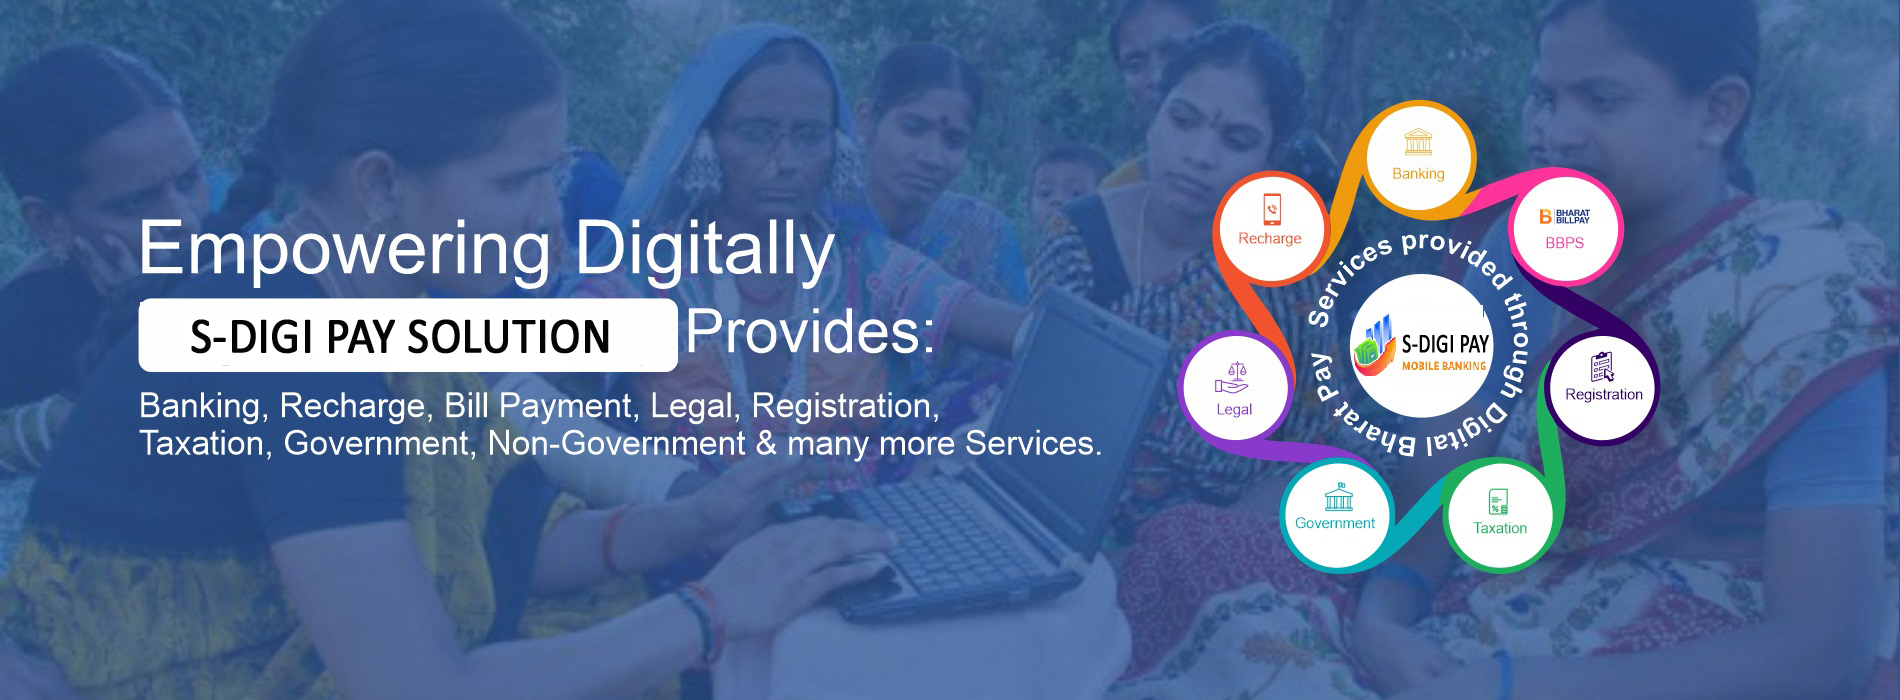 Empowering Digitally
S-DIGI PAY SOLUTION Provides:
Banking, Recharge, Bill Payment, Legal, Registration,
Taxation, Government, Non-Government & many more Services.
Banking
BHARAT
BILLPAY
BBPS
Registration
Taxation
Government
Legal
Recharge
Services provided through Digital Bharat Pay
S-DIGI PAY
MOBILE BANKING